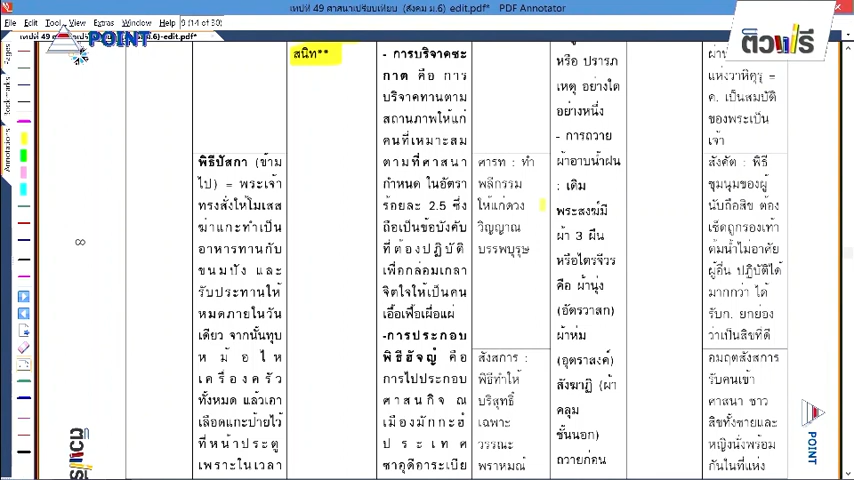 เทปที่ 49 ศาสนาเปรียบเทียบ (สังคม ม.6) -edit.pdf* - PDF Annotator
File Edit View Tools Extras Window Help 9 (14 of 30)
POINT
ติวฟรี
Pages
Bookmarks
Annotations
8
สนิท**
พิธีปัสกา (ข้าม
ไป) = พระเจ้า
ทรงสั่งให้โมเสส
ฆ่าแกะทำเป็น
อาหารทานกับ
ขนมปัง และ
รับประทานให้
หมดภายในวัน
เดียว จากนั้นทุบ
หม้อไห
เครื่องครัว
ทั้งหมด แล้วเอา
เลือดแกะป้ายไว้
ที่หน้าประตู
เพราะในเวลา
- การบริจาคซะ
กาต คือ การ
บริจาคทานตาม
สถานภาพให้แก่
คนที่เหมาะสม
ตามที่ศาสนา
กำหนด ในอัตรา
ร้อยละ 2.5 ซึ่ง
ถือเป็นข้อบังคับ
ที่ต้องปฏิบัติ
เพื่อกล่อมเกลา
จิตใจให้เป็นคน
เอื้อเฟื้อเผื่อแผ่
-การประกอบ
พิธีฮัจญ์ คือ
การไปประกอบ
ศาสนกิจ ณ
เมืองมักกะฮ์
ประเทศ
ซาอุดีอาระเบีย
ศารท : ทำ
พลีกรรม
ให้แก่ดวง
วิญญาณ
บรรพบุรุษ
สังสการ :
พิธีทำให้
บริสุทธิ์
เฉพาะ
วรรณะ
พราหมณ์
หรือ ปรารภ
เหตุ อย่างใด
อย่างหนึ่ง
- การถวาย
ผ้าอาบน้ำฝน
: เดิม
พระสงฆ์มี
ผ้า 3 ผืน
หรือไตรจีวร
คือ ผ้านุ่ง
(อัตรวาสก)
ผ้าห่ม
(อุตราสงค์)
สังฆาฏิ (ผ้า
คลุม
ชั้นนอก)
ถวายก่อน
แห่งวาหิคุรุ =
ค. เป็นสมบัติ
ของพระเป็น
เจ้า
สังคัต : พิธี
ชุมนุมของผู้
นับถือสิข ต้อง
เช็ดถูกรองเท้า
ต้มน้ำไม่อาศัย
ผู้อื่น ปฏิบัติได้
มากกว่า ได้
รับก. ยกย่อง
ว่าเป็นสิขที่ดี
อมฤตสังสการ
รับคนเข้า
ศาสนา ชาว
สิขทั้งชายและ
หญิงนั่งพร้อม
กันในที่แห่ง
POINT